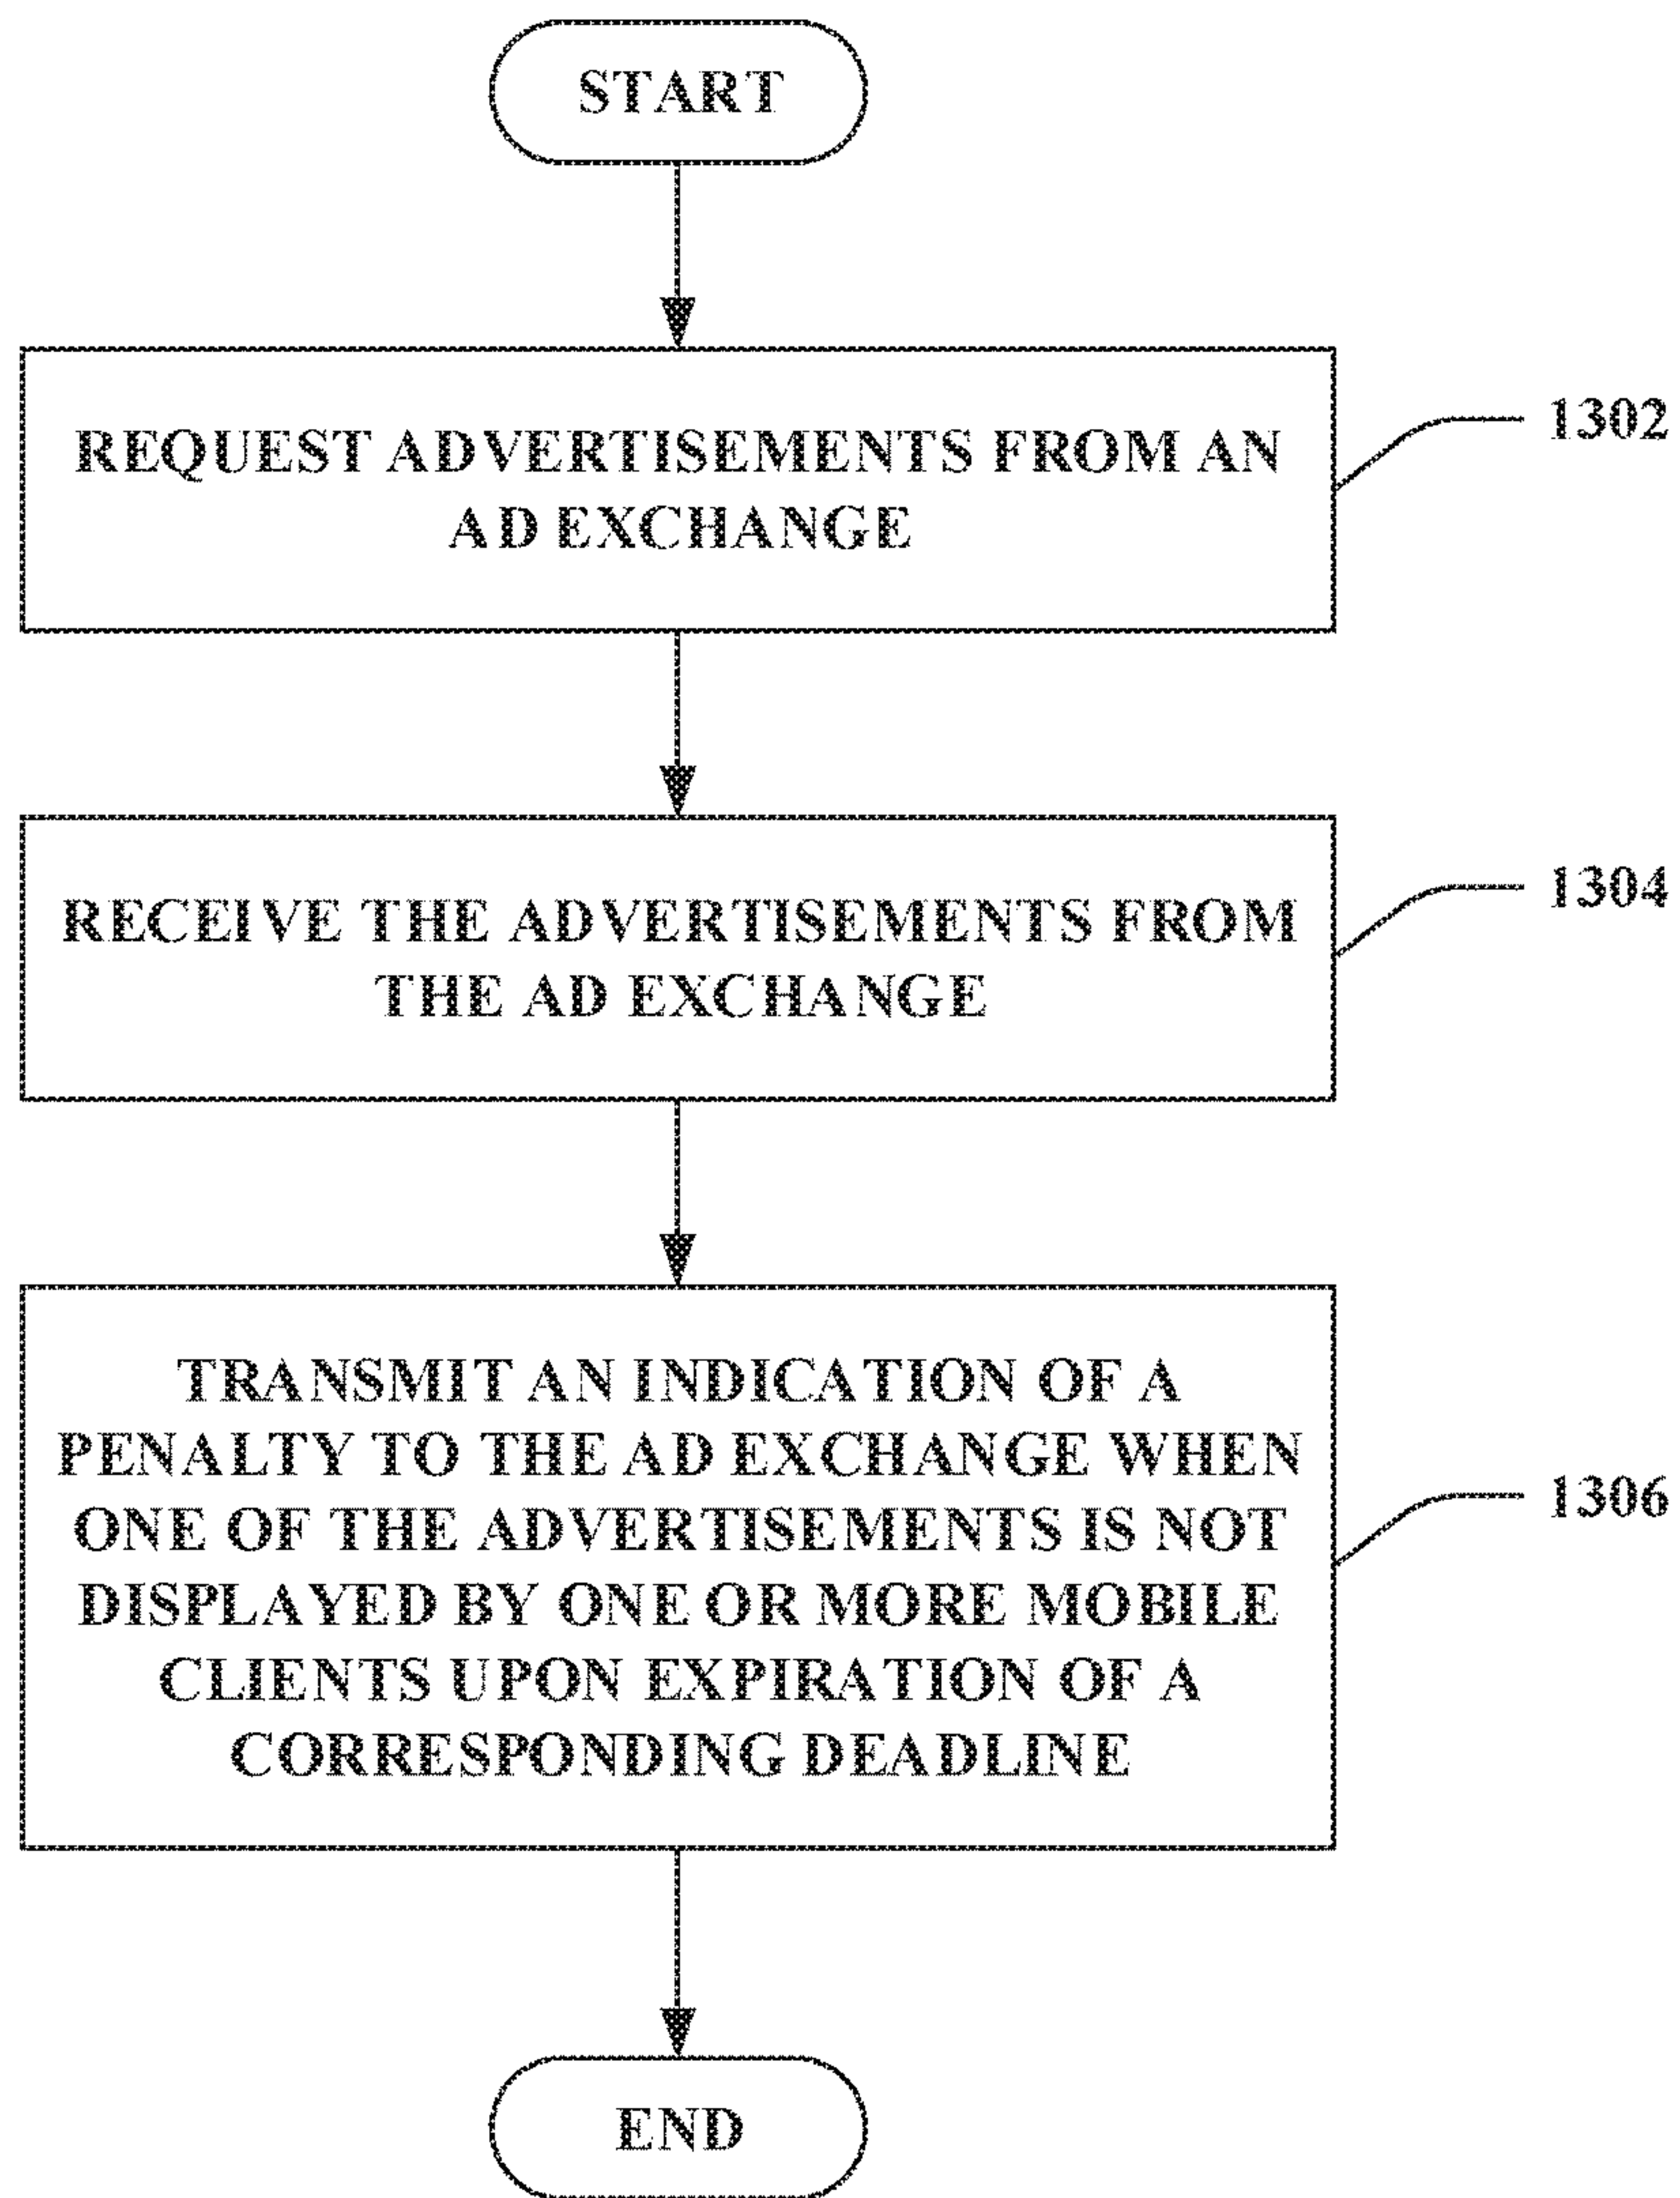 START
REQUEST ADVERTISEMENTS FROM AN
AD EXCHANGE
1302
RECEIVE THE ADVERTISEMENTS FROM
THE AD EXCHANGE
1304
TRANSMIT AN INDICATION OF A
PENALTY TO THE AD EXCHANGE WHEN
ONE OF THE ADVERTISEMENTS IS NOT
DISPLAYED BY ONE OR MORE MOBILE
CLIENTS UPON EXPIRATION OF A
CORRESPONDING DEADLINE
1306
END